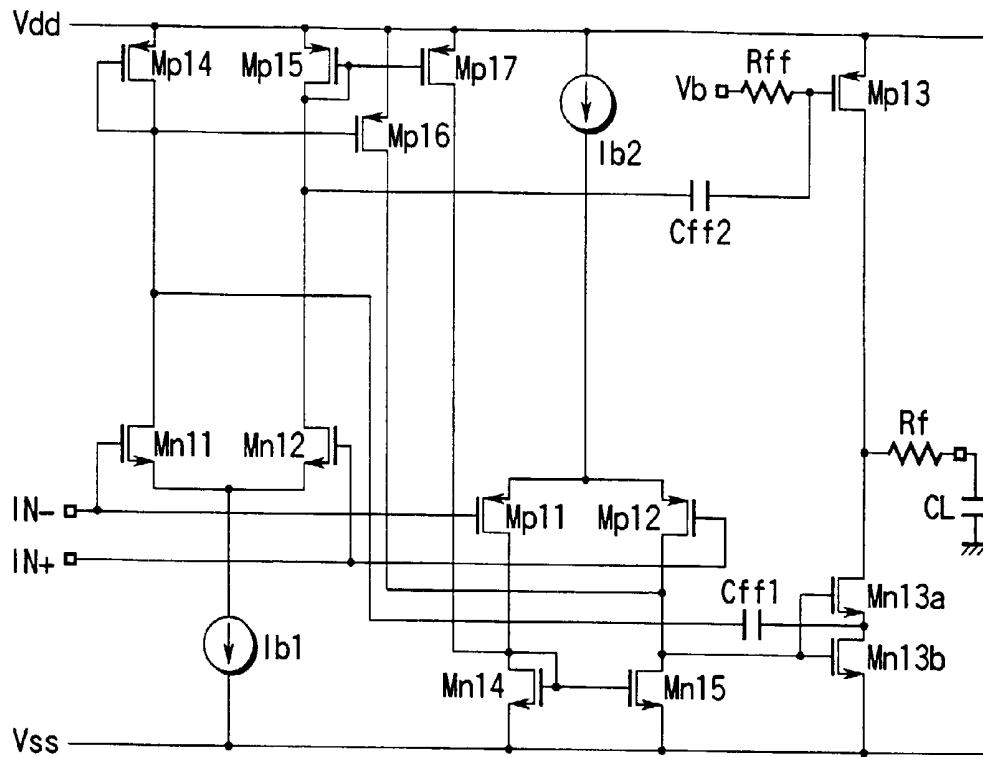 Vdd
Mp14
Mp15
Mp17
Mp16
Ib2
Vb
Rff
Mp13
Cff2
Mn11
Mn12
Rf
IN-
IN+
Mp11
Mp12
CL
Cff1
Mn13a
Ib1
Mn14
Mn15
Mn13b
Vss